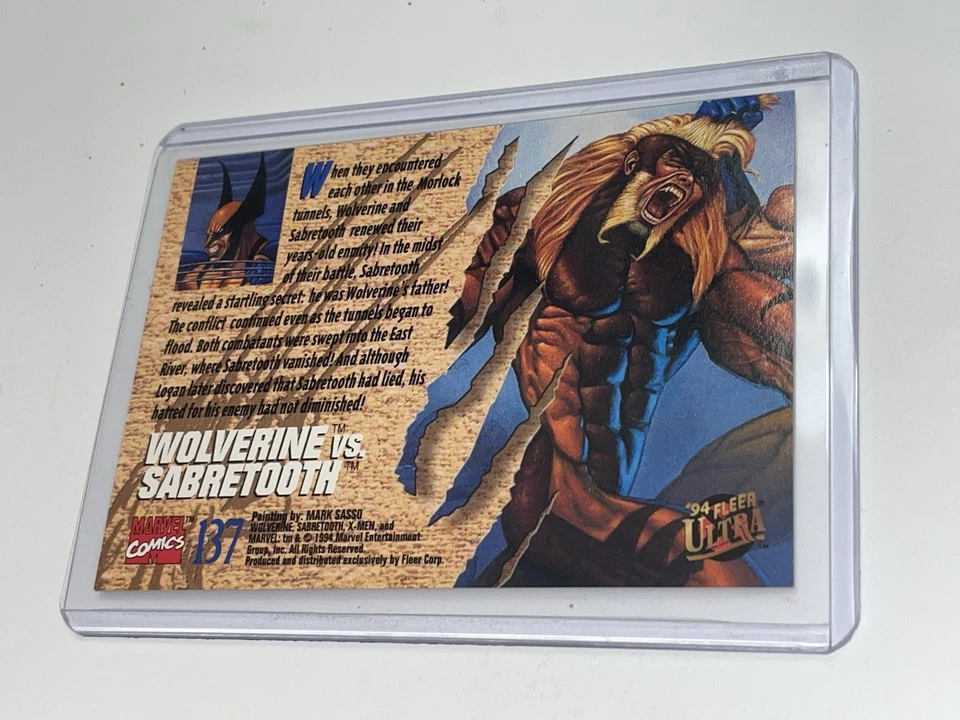 When they encountered
each other in the Morlock
tunnels, Wolverine and
Sabretooth renewed their
years-old enmity! In the midst
of their battle, Sabretooth
revealed a startling secret: he was Wolverine's father!
The conflict continued even as the tunnels began to
flood. Both combatants were swept into the East
River, where Sabretooth vanished! And although
Logan later discovered that Sabretooth had lied, his
hatred for his enemy had not diminished!
WOLVERINE™ VS.
SABRETOOTH™
MARVEL™
COMICS
M
137
Painting by: MARK SASSO
WOLVERINE, SABRETOOTH, X-MEN, and
MARVEL: tm & © 1994 Marvel Entertainment
Group, Inc. All Rights Reserved.
Produced and distributed exclusively by Fleer Corp.
'94 FLEER
ULTRA